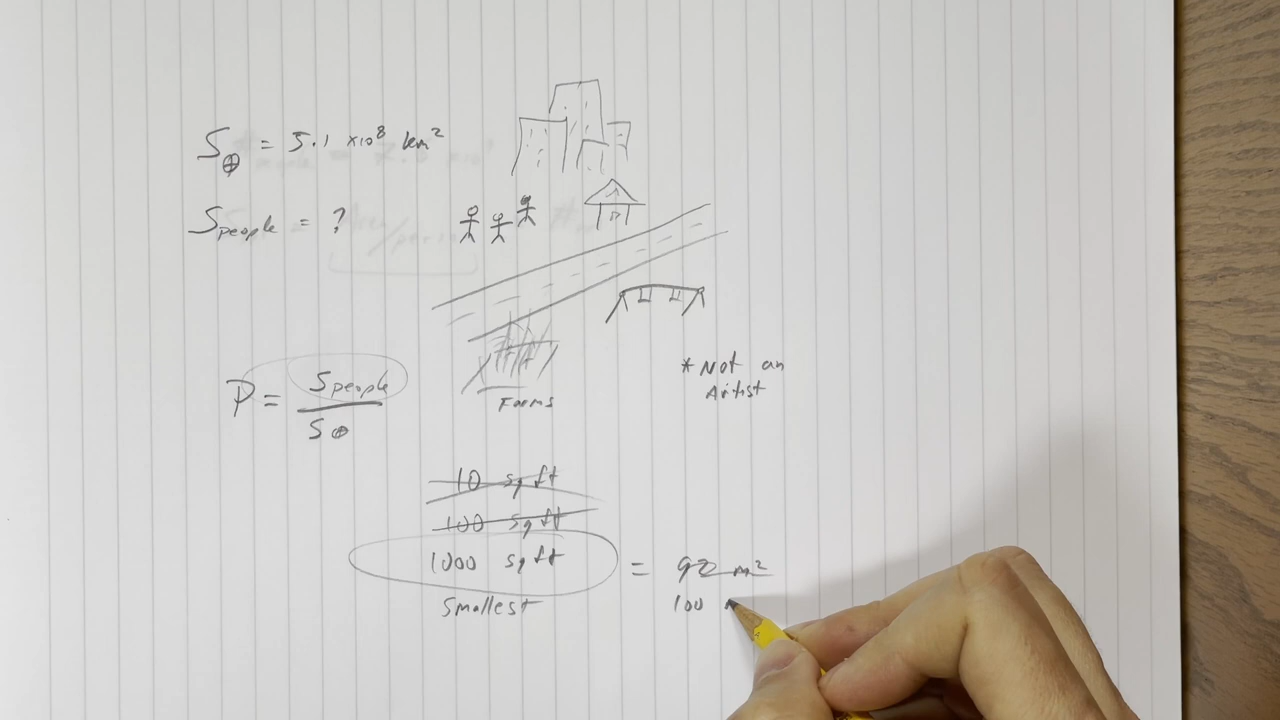 S⊕ = 5.1 ×10⁸ km²
Speople = ?
P = Speople / S⊕
Farms
*Not an
Artist
10 sq ft
100 sq ft
1000 sq ft = 92 m²
Smallest
100